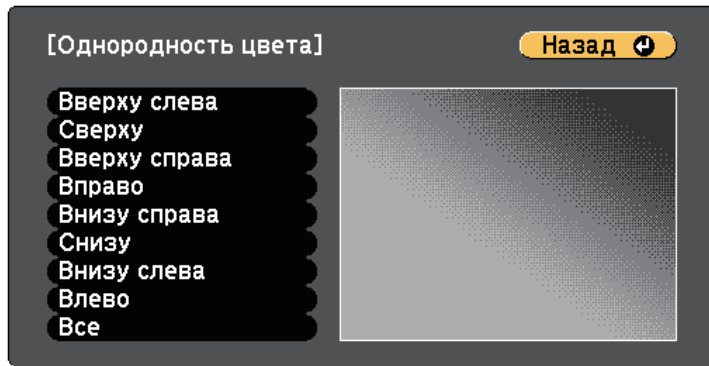 [Однородность цвета]
Назад
Вверху слева
Сверху
Вверху справа
Вправо
Внизу справа
Снизу
Внизу слева
Влево
Все